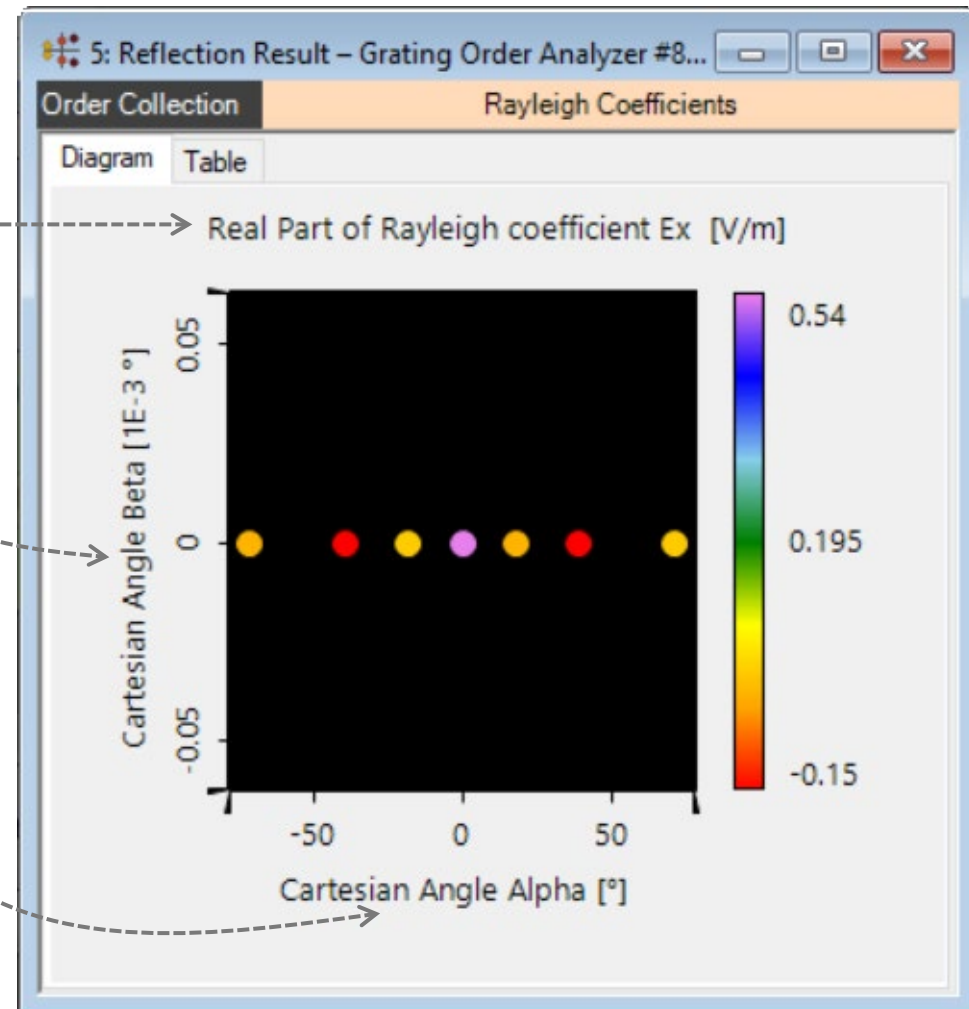 5: Reflection Result – Grating Order Analyzer #8...
Order Collection Rayleigh Coefficients
Diagram Table
Real Part of Rayleigh coefficient Ex [V/m]
0.54
0.195
-0.15
Cartesian Angle Beta [1E-3 °]
0.05
0
-0.05
-50 0 50
Cartesian Angle Alpha [°]